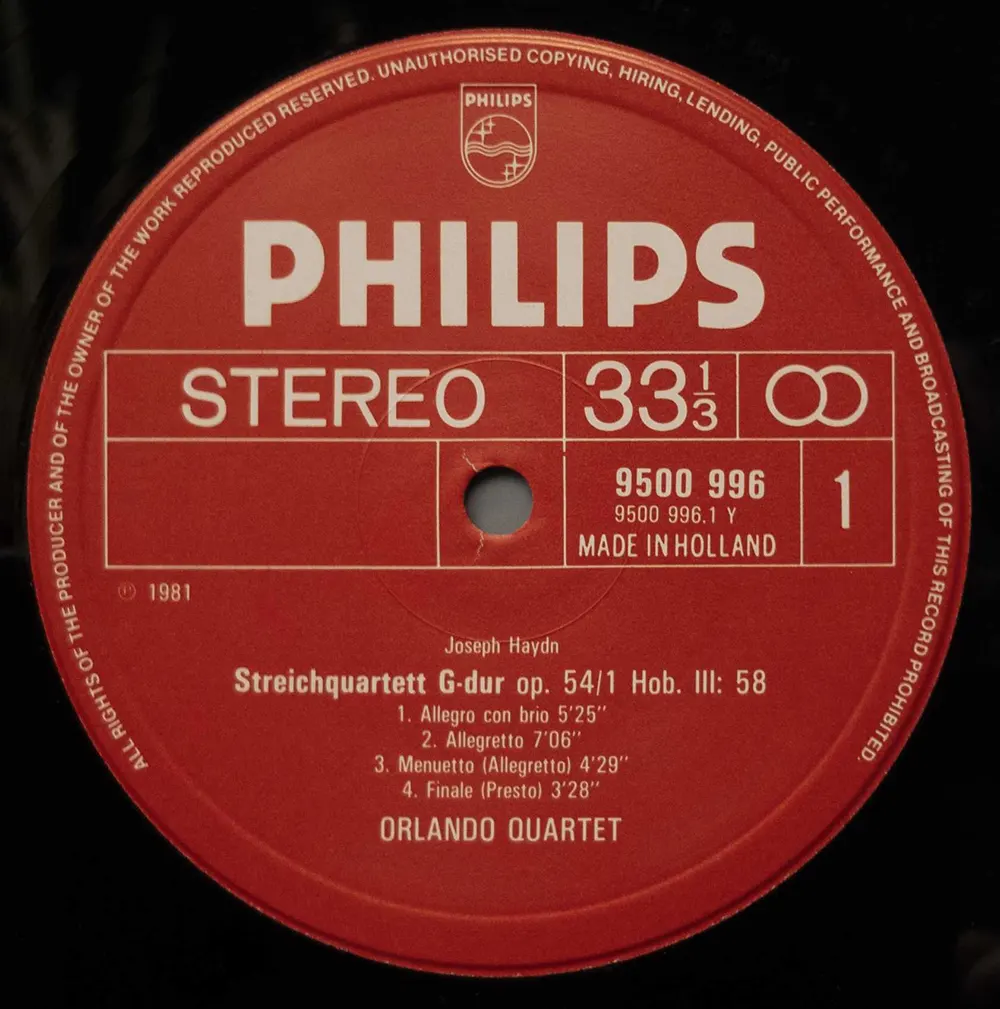 ALL RIGHTS OF THE PRODUCER AND OF THE OWNER OF THE WORK REPRODUCED RESERVED. UNAUTHORISED COPYING, HIRING, LENDING, PUBLIC PERFORMANCE AND BROADCASTING OF THIS RECORD PROHIBITED.
PHILIPS
PHILIPS
STEREO 33 1/3
9500 996 1
9500 996.1 Y
MADE IN HOLLAND
℗ 1981
Joseph Haydn
Streichquartett G-dur op. 54/1 Hob. III: 58
1. Allegro con brio 5'25''
2. Allegretto 7'06''
3. Menuetto (Allegretto) 4'29''
4. Finale (Presto) 3'28''
ORLANDO QUARTET